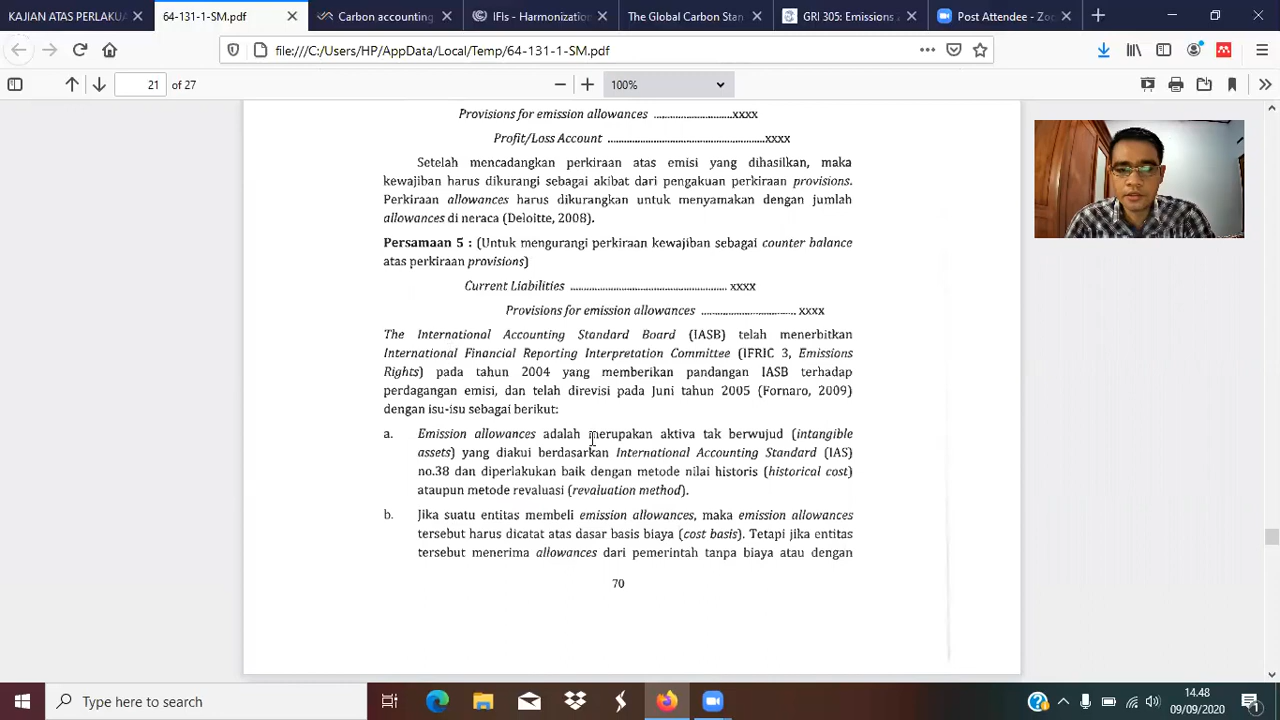 KAJIAN ATAS PERLAKUA
64-131-1-SM.pdf
Carbon accounting
IFIs - Harmonization
The Global Carbon Stan
GRI 305: Emissions
Post Attendee - Zoo
file:///C:/Users/HP/AppData/Local/Temp/64-131-1-SM.pdf
21 of 27
100%
Provisions for emission allowances .............................xxxx
Profit/Loss Account .......................................................xxxx
Setelah mencadangkan perkiraan atas emisi yang dihasilkan, maka
kewajiban harus dikurangi sebagai akibat dari pengakuan perkiraan provisions.
Perkiraan allowances harus dikurangkan untuk menyamakan dengan jumlah
allowances di neraca (Deloitte, 2008).
Persamaan 5 : (Untuk mengurangi perkiraan kewajiban sebagai counter balance
atas perkiraan provisions)
Current Liabilities ........................................................ xxxx
Provisions for emission allowances ................................. xxxx
The International Accounting Standard Board (IASB) telah menerbitkan
International Financial Reporting Interpretation Committee (IFRIC 3, Emissions
Rights) pada tahun 2004 yang memberikan pandangan IASB terhadap
perdagangan emisi, dan telah direvisi pada Juni tahun 2005 (Fornaro, 2009)
dengan isu-isu sebagai berikut:
a. Emission allowances adalah merupakan aktiva tak berwujud (intangible
assets) yang diakui berdasarkan International Accounting Standard (IAS)
no.38 dan diperlakukan baik dengan metode nilai historis (historical cost)
ataupun metode revaluasi (revaluation method).
b. Jika suatu entitas membeli emission allowances, maka emission allowances
tersebut harus dicatat atas dasar basis biaya (cost basis). Tetapi jika entitas
tersebut menerima allowances dari pemerintah tanpa biaya atau dengan
70
Type here to search
14.48
09/09/2020